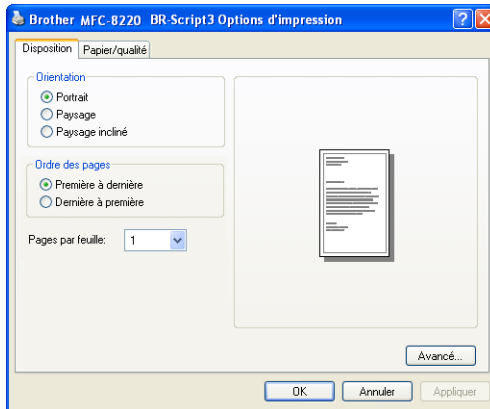 Brother MFC-8220 BR-Script3 Options d'impression
Disposition Papier/qualité
Orientation
Portrait
Paysage
Paysage incliné
Ordre des pages
Première à dernière
Dernière à première
Pages par feuille: 1
Avancé...
OK Annuler Appliquer